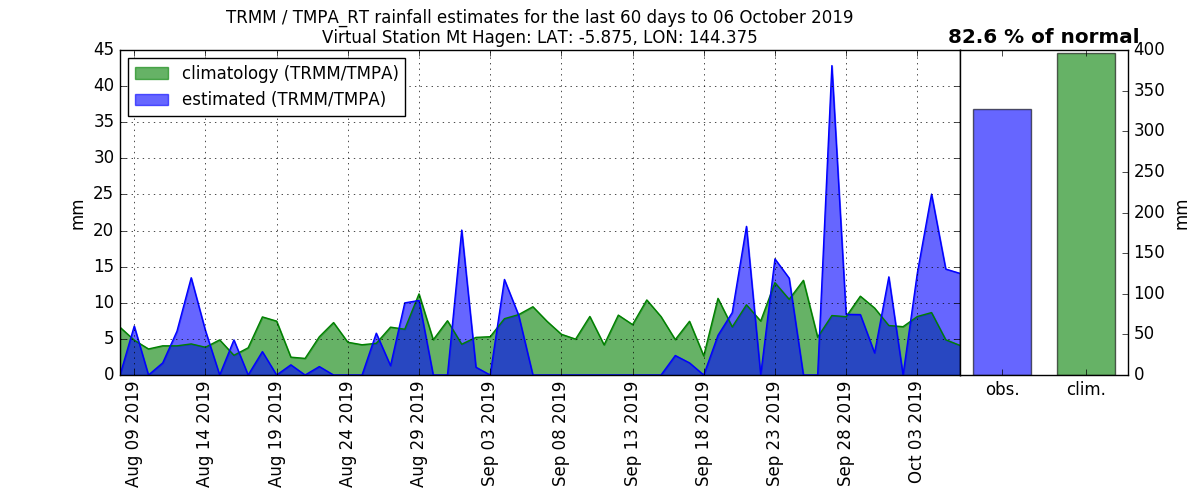 TRMM / TMPA_RT rainfall estimates for the last 60 days to 06 October 2019
Virtual Station Mt Hagen: LAT: -5.875, LON: 144.375
82.6 % of normal
climatology (TRMM/TMPA)
estimated (TRMM/TMPA)
mm
45
40
35
30
25
20
15
10
5
0
Aug 09 2019
Aug 14 2019
Aug 19 2019
Aug 24 2019
Aug 29 2019
Sep 03 2019
Sep 08 2019
Sep 13 2019
Sep 18 2019
Sep 23 2019
Sep 28 2019
Oct 03 2019
obs.
clim.
400
350
300
250
200
150
100
50
0
mm